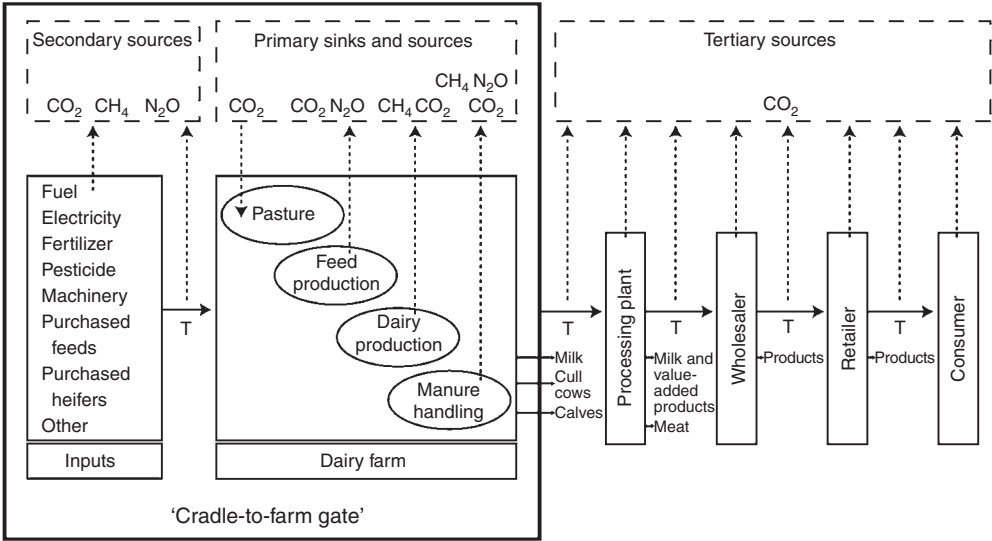 Secondary sources
CO₂ CH₄ N₂O
Primary sinks and sources
CH₄ N₂O
CO₂ CO₂ N₂O CH₄ CO₂ CO₂
Tertiary sources
CO₂
Fuel
Electricity
Fertilizer
Pesticide
Machinery
Purchased
feeds
Purchased
heifers
Other
Inputs
T
Pasture
Feed
production
Dairy
production
Manure
handling
Dairy farm
'Cradle-to-farm gate'
T
Milk
Cull
cows
Calves
Processing plant
T
Milk and
value-
added
products
Meat
Wholesaler
T
Products
Retailer
T
Products
Consumer